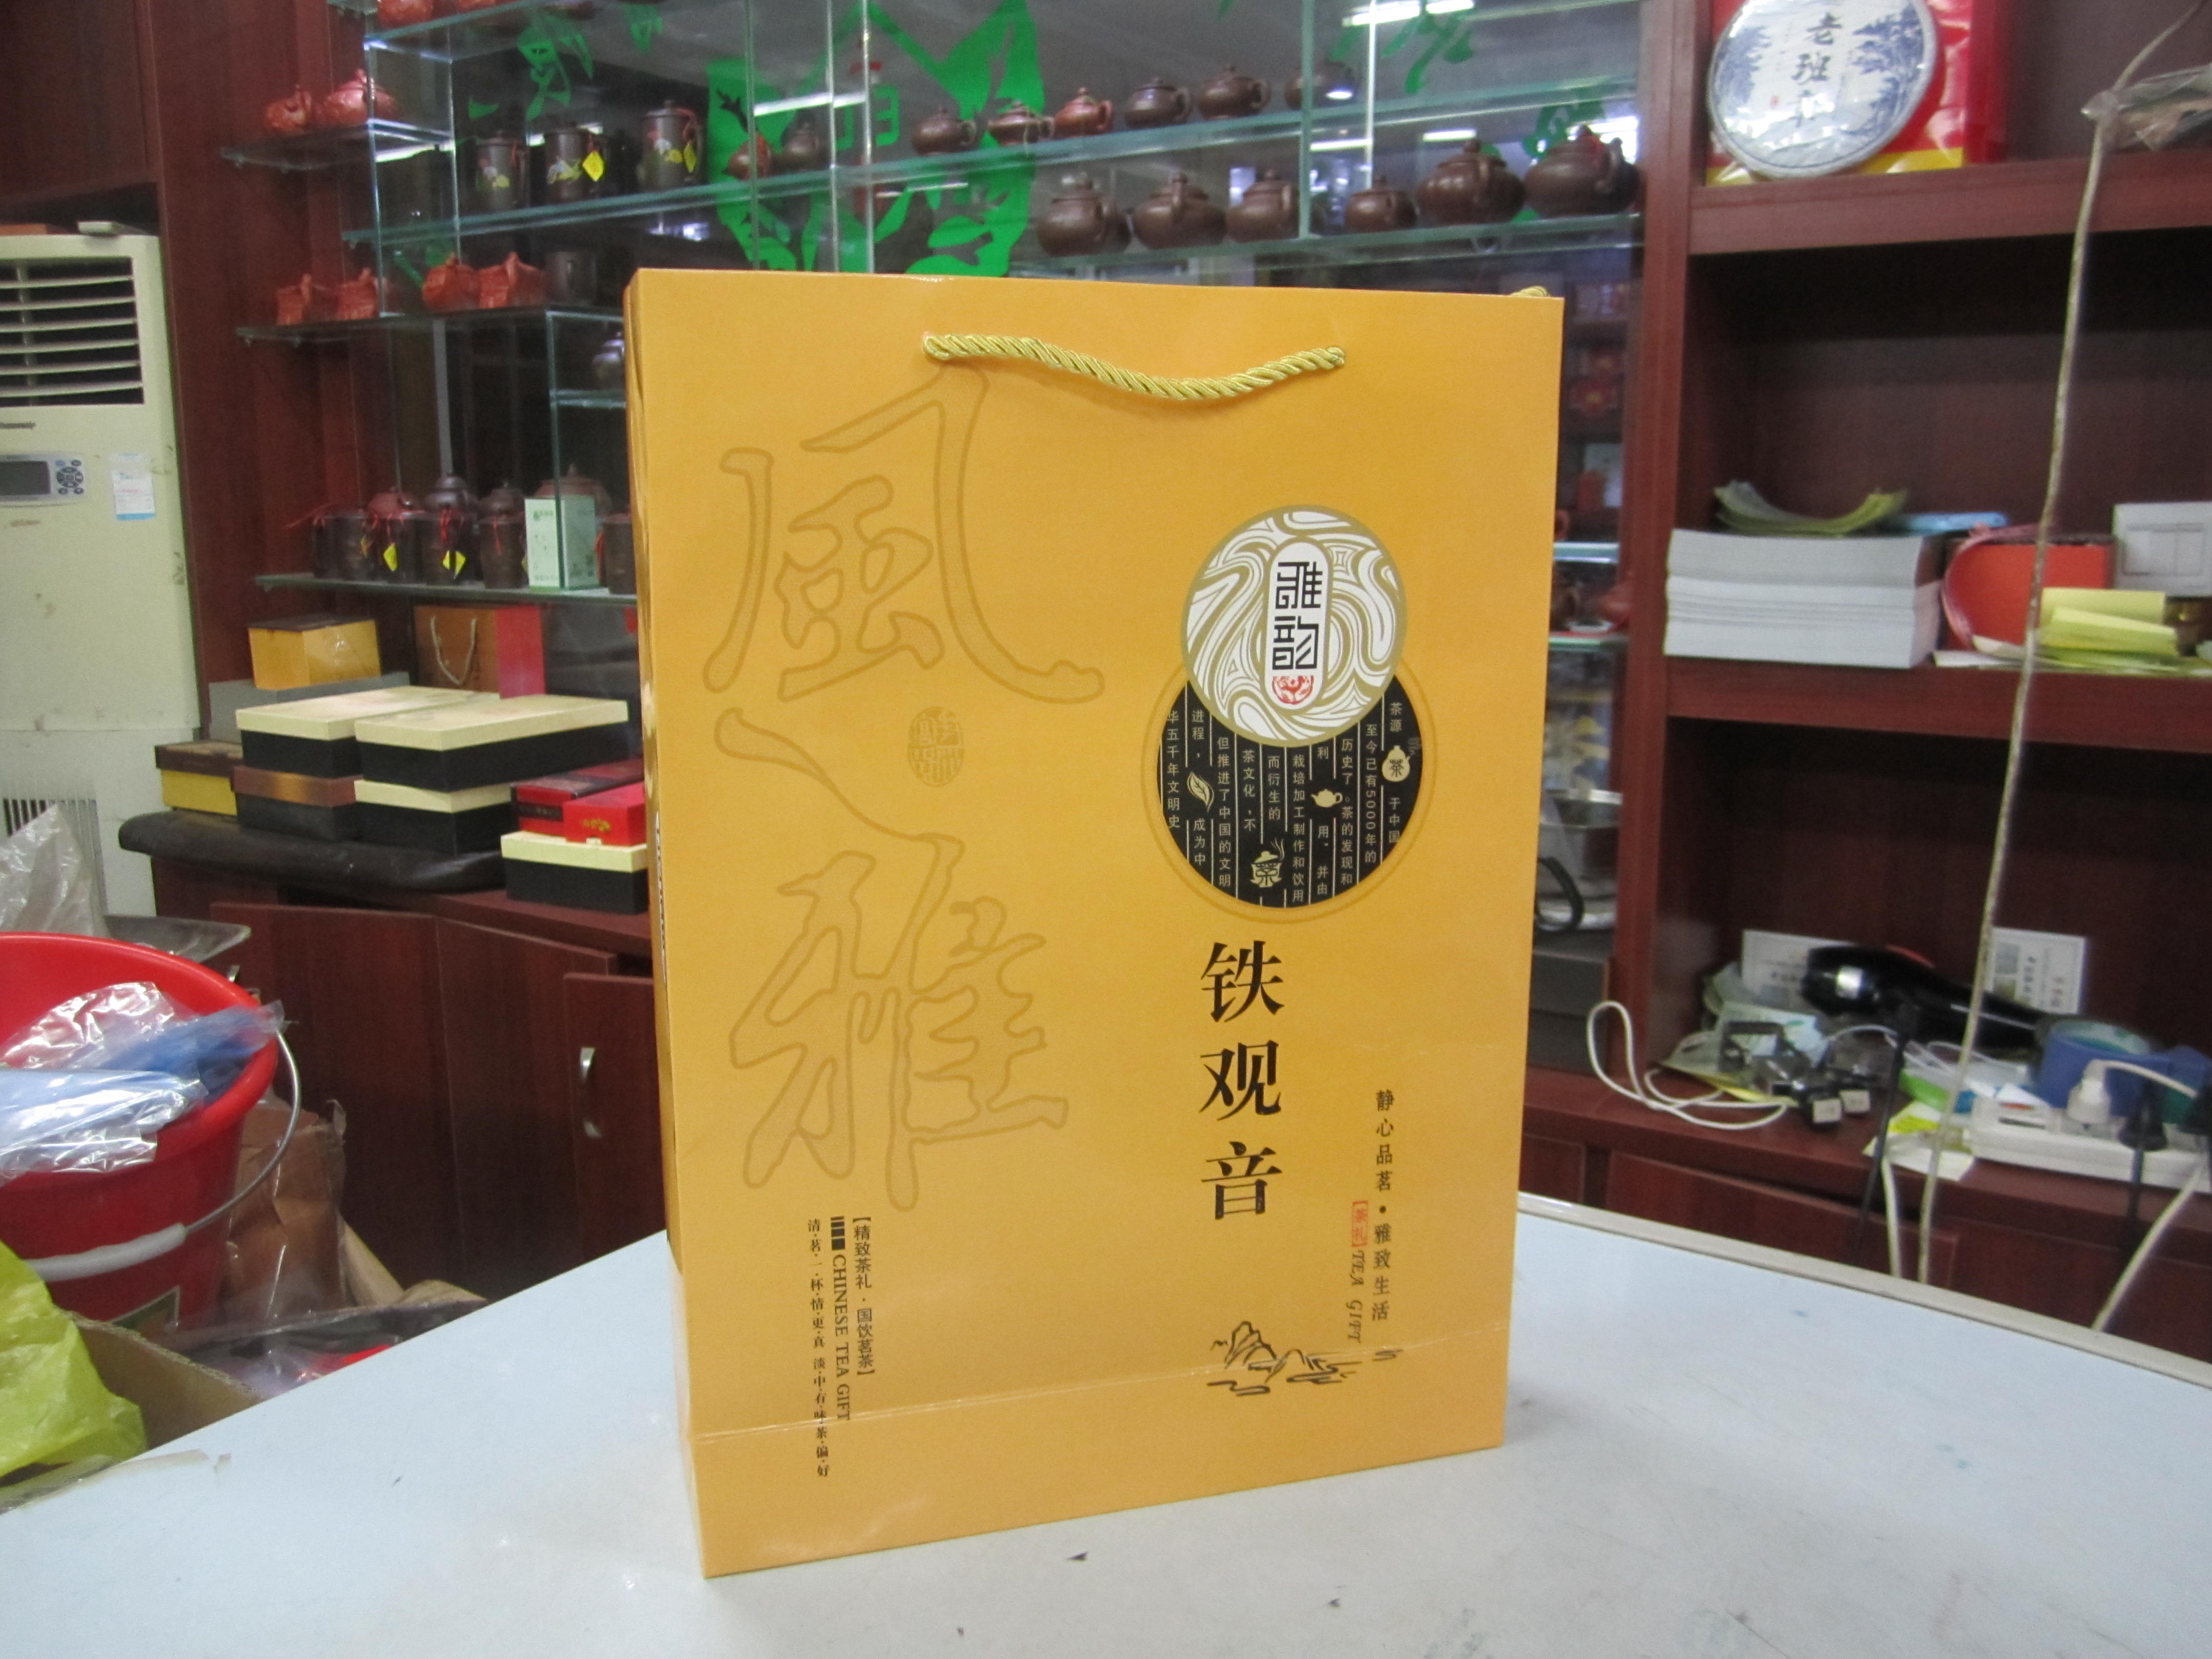 老班
風雅
雅韵
茶源于中国
至今已有5000年的
历史了。茶的发现和
利用，并由
栽培加工制作和饮用
而衍生的
茶文化，不
但推进了中国的文明
进程，成为中
华五千年文明史
茶
茶
铁观音
静心品茗·雅致生活
[茶礼] TEA GIFT
【精致茶礼·国饮茗茶】
CHINESE TEA GIFT
清·茗·一·杯·情·更·真 淡·中·有·味·茶·偏·好